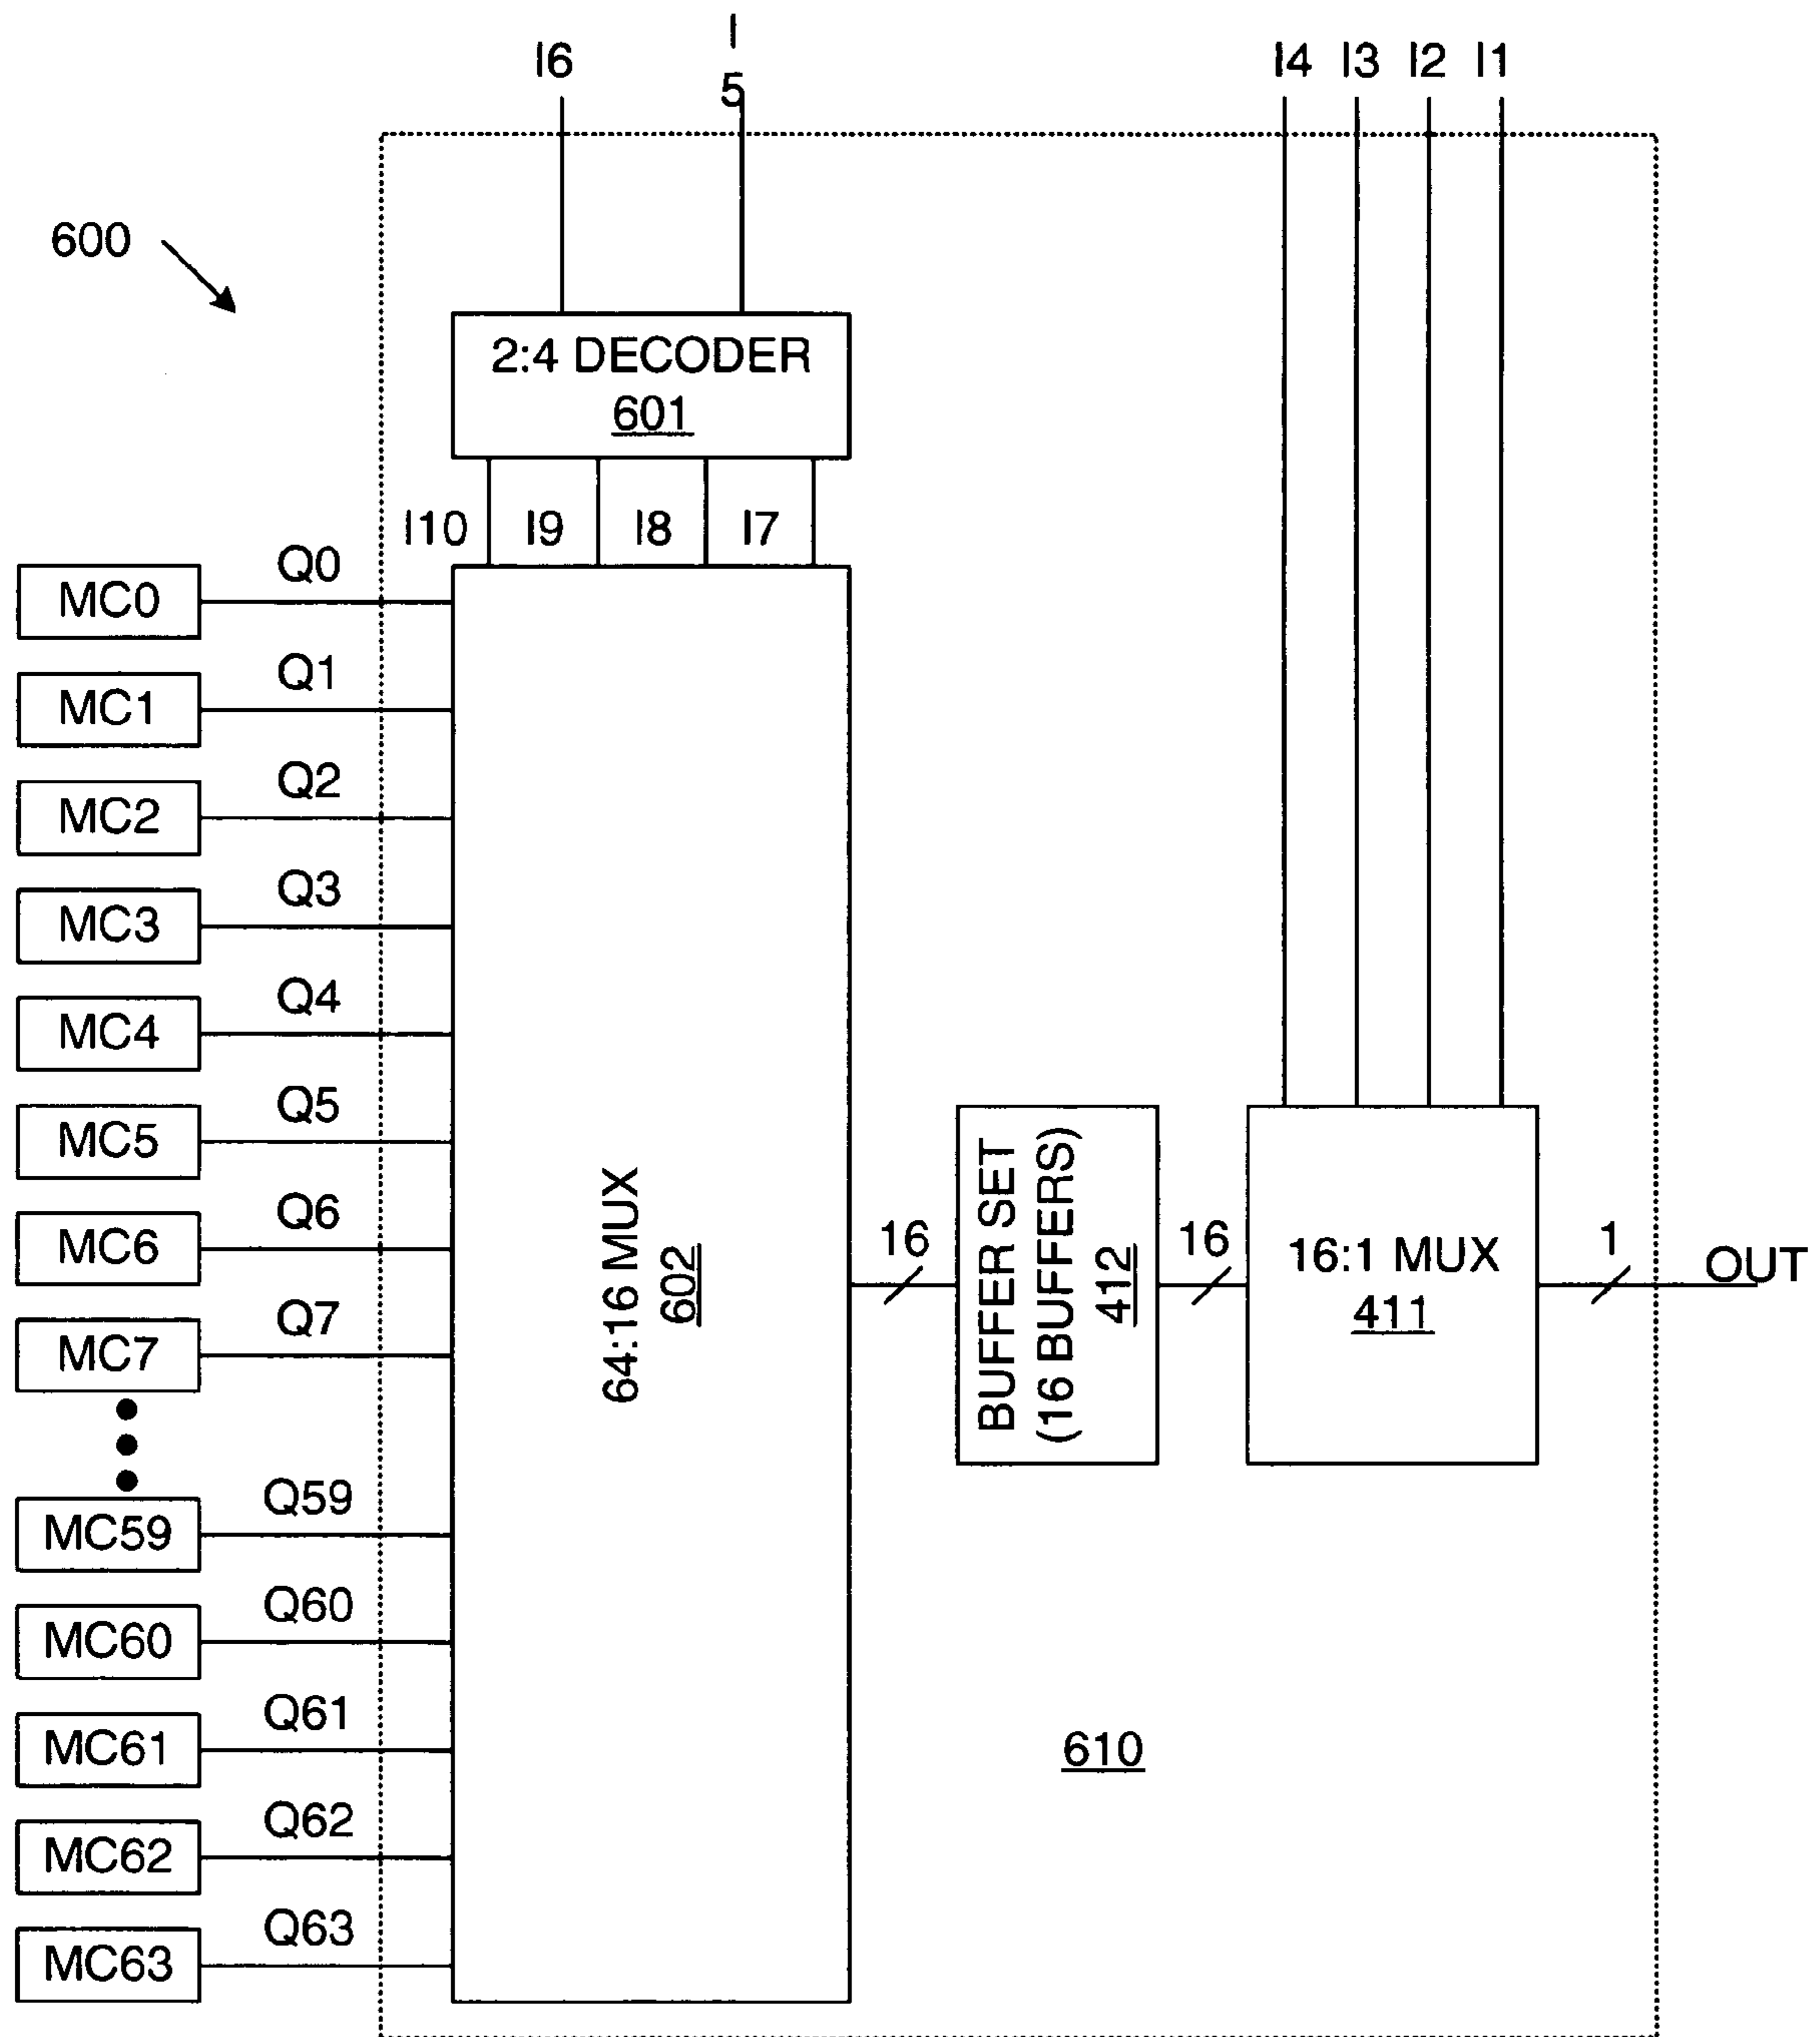 I6
I
5
I4 I3 I2 I1
600
2:4 DECODER
601
I10 I9 I8 I7
MC0 Q0
MC1 Q1
MC2 Q2
MC3 Q3
MC4 Q4
MC5 Q5
MC6 Q6
MC7 Q7
MC59 Q59
MC60 Q60
MC61 Q61
MC62 Q62
MC63 Q63
64:16 MUX
602
16
BUFFER SET
(16 BUFFERS)
412
16
16:1 MUX
411
1
OUT
610